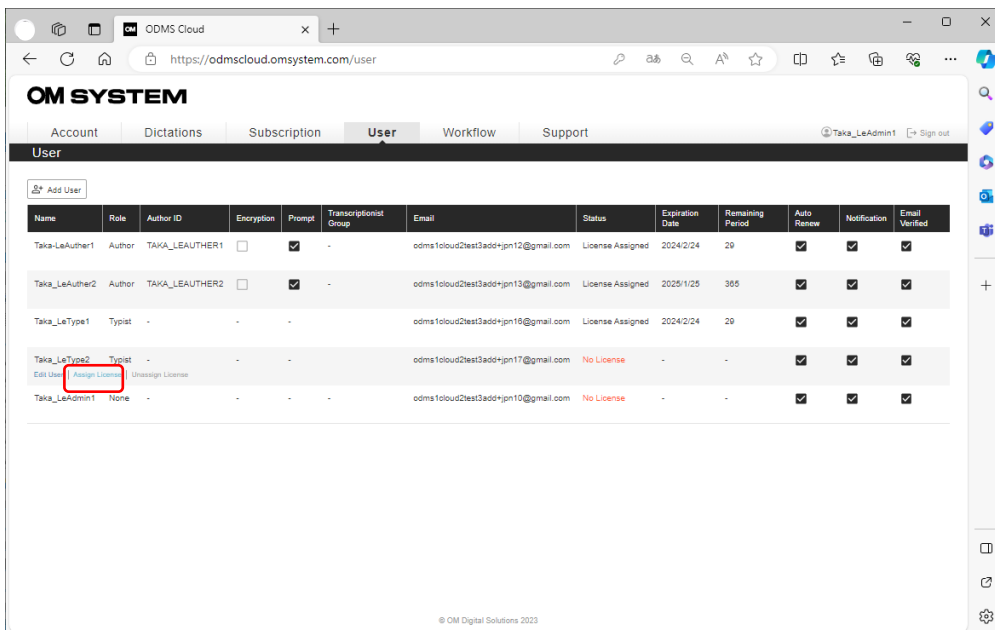 OM ODMS Cloud
https://odmscloud.omsystem.com/user
OM SYSTEM
Account Dictations Subscription User Workflow Support Taka_LeAdmin1 Sign out
User
Add User
Name Role Author ID Encryption Prompt Transcriptionist Group Email Status Expiration Date Remaining Period Auto Renew Notification Email Verified
Taka-LeAuther1 Author TAKA_LEAUTHER1 - odms1cloud2test3add+jpn12@gmail.com License Assigned 2024/2/24 29
Taka_LeAuther2 Author TAKA_LEAUTHER2 - odms1cloud2test3add+jpn13@gmail.com License Assigned 2025/1/25 365
Taka_LeType1 Typist - - - odms1cloud2test3add+jpn16@gmail.com License Assigned 2024/2/24 29
Taka_LeType2 Typist - - - odms1cloud2test3add+jpn17@gmail.com No License - -
Edit User | Assign License | Unassign License
Taka_LeAdmin1 None - - - - odms1cloud2test3add+jpn10@gmail.com No License - -
© OM Digital Solutions 2023